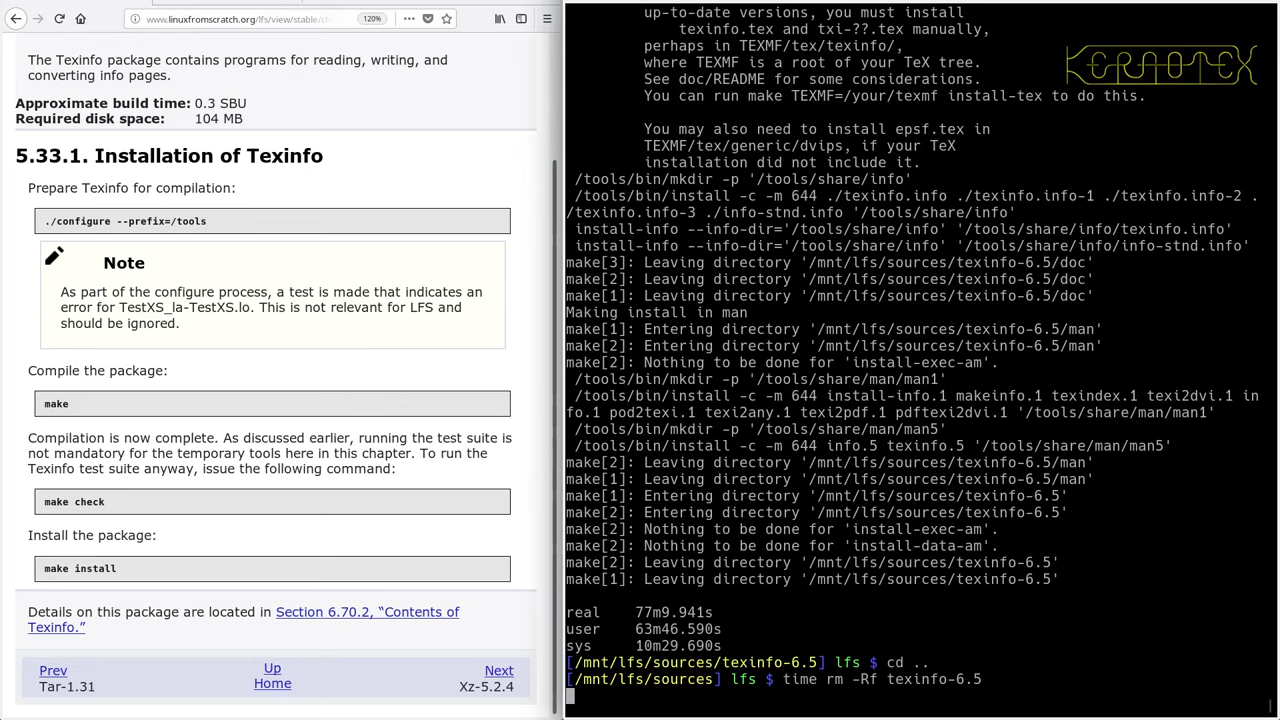 www.linuxfromscratch.org/lfs/view/stable/ch
120%
The Texinfo package contains programs for reading, writing, and
converting info pages.
Approximate build time: 0.3 SBU
Required disk space: 104 MB
5.33.1. Installation of Texinfo
Prepare Texinfo for compilation:
./configure --prefix=/tools
Note
As part of the configure process, a test is made that indicates an
error for TestXS_la-TestXS.lo. This is not relevant for LFS and
should be ignored.
Compile the package:
make
Compilation is now complete. As discussed earlier, running the test suite is
not mandatory for the temporary tools here in this chapter. To run the
Texinfo test suite anyway, issue the following command:
make check
Install the package:
make install
Details on this package are located in Section 6.70.2, “Contents of
Texinfo.”
Prev
Tar-1.31
Up
Home
Next
Xz-5.2.4
up-to-date versions, you must install
texinfo.tex and txi-??.tex manually,
perhaps in TEXMF/tex/texinfo/,
where TEXMF is a root of your TeX tree.
See doc/README for some considerations.
You can run make TEXMF=/your/texmf install-tex to do this.
You may also need to install epsf.tex in
TEXMF/tex/generic/dvips, if your TeX
installation did not include it.
/tools/bin/mkdir -p '/tools/share/info'
/tools/bin/install -c -m 644 ./texinfo.info ./texinfo.info-1 ./texinfo.info-2 .
/texinfo.info-3 ./info-stnd.info '/tools/share/info'
install-info --info-dir='/tools/share/info' '/tools/share/info/texinfo.info'
install-info --info-dir='/tools/share/info' '/tools/share/info/info-stnd.info'
make[3]: Leaving directory '/mnt/lfs/sources/texinfo-6.5/doc'
make[2]: Leaving directory '/mnt/lfs/sources/texinfo-6.5/doc'
make[1]: Leaving directory '/mnt/lfs/sources/texinfo-6.5/doc'
Making install in man
make[1]: Entering directory '/mnt/lfs/sources/texinfo-6.5/man'
make[2]: Entering directory '/mnt/lfs/sources/texinfo-6.5/man'
make[2]: Nothing to be done for 'install-exec-am'.
/tools/bin/mkdir -p '/tools/share/man/man1'
/tools/bin/install -c -m 644 install-info.1 makeinfo.1 texindex.1 texi2dvi.1 in
fo.1 pod2texi.1 texi2any.1 texi2pdf.1 pdftexi2dvi.1 '/tools/share/man/man1'
/tools/bin/mkdir -p '/tools/share/man/man5'
/tools/bin/install -c -m 644 info.5 texinfo.5 '/tools/share/man/man5'
make[2]: Leaving directory '/mnt/lfs/sources/texinfo-6.5/man'
make[1]: Leaving directory '/mnt/lfs/sources/texinfo-6.5/man'
make[1]: Entering directory '/mnt/lfs/sources/texinfo-6.5'
make[2]: Entering directory '/mnt/lfs/sources/texinfo-6.5'
make[2]: Nothing to be done for 'install-exec-am'.
make[2]: Nothing to be done for 'install-data-am'.
make[2]: Leaving directory '/mnt/lfs/sources/texinfo-6.5'
make[1]: Leaving directory '/mnt/lfs/sources/texinfo-6.5'
real 77m9.941s
user 63m46.590s
sys 10m29.690s
[/mnt/lfs/sources/texinfo-6.5] lfs $ cd ..
[/mnt/lfs/sources] lfs $ time rm -Rf texinfo-6.5